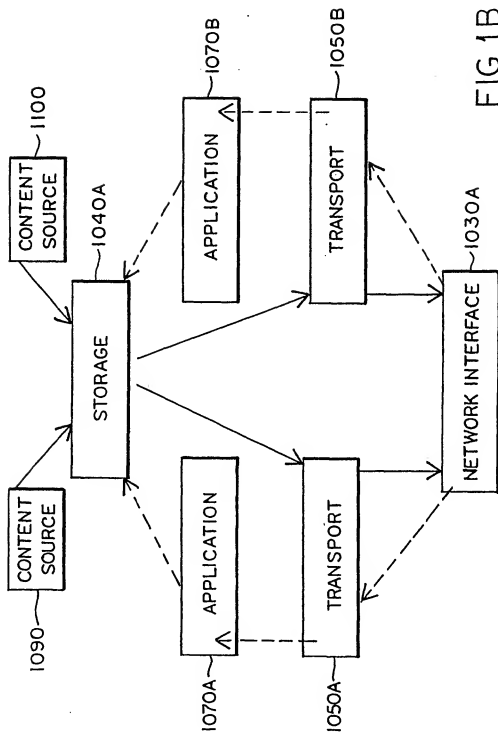 1090
CONTENT
SOURCE
CONTENT
SOURCE
1100
STORAGE
1040A
1070A
APPLICATION
APPLICATION
1070B
1050A
TRANSPORT
TRANSPORT
1050B
NETWORK INTERFACE
1030A
FIG 1B